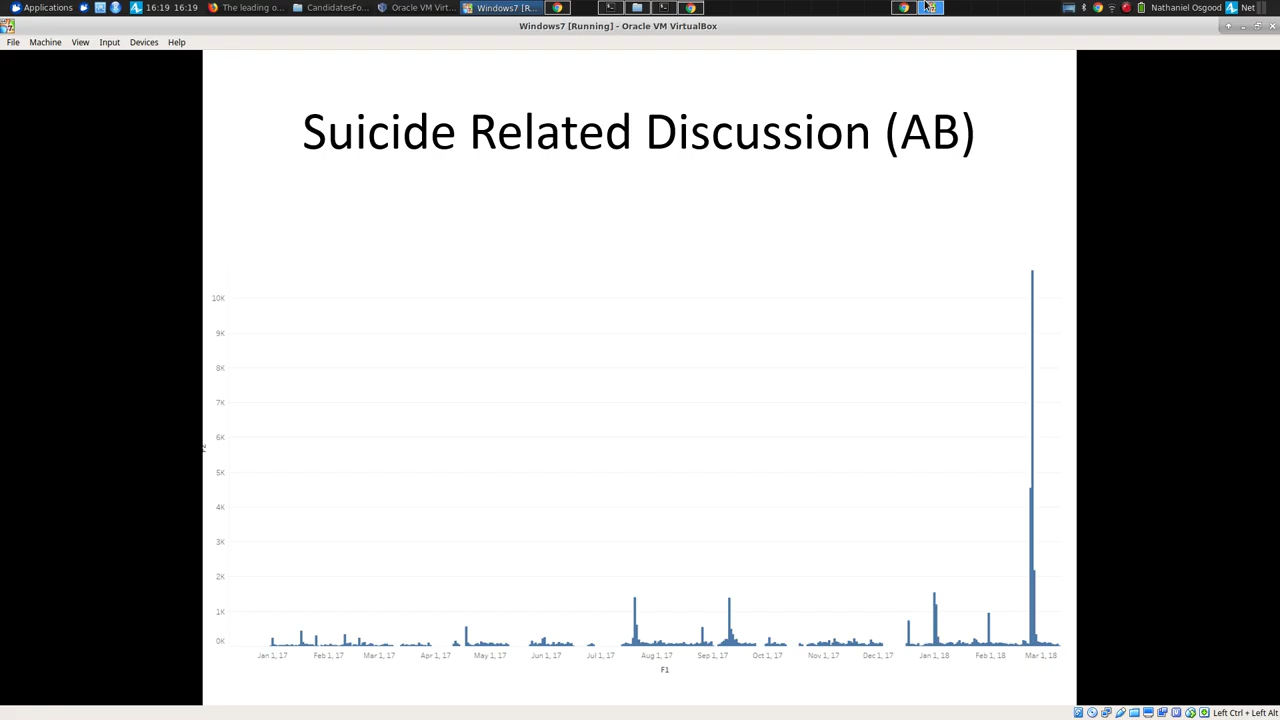 Applications 16:19 16:19 The leading o... CandidatesFo... Oracle VM Virt... Windows7 [R... Nathaniel Osgood Net
Windows7 [Running] - Oracle VM VirtualBox
File Machine View Input Devices Help
Suicide Related Discussion (AB)
10K
9K
8K
7K
6K
5K
4K
3K
2K
1K
0K
Jan 1, 17 Feb 1, 17 Mar 1, 17 Apr 1, 17 May 1, 17 Jun 1, 17 Jul 1, 17 Aug 1, 17 Sep 1, 17 Oct 1, 17 Nov 1, 17 Dec 1, 17 Jan 1, 18 Feb 1, 18 Mar 1, 18
F1
Left Ctrl + Left Alt